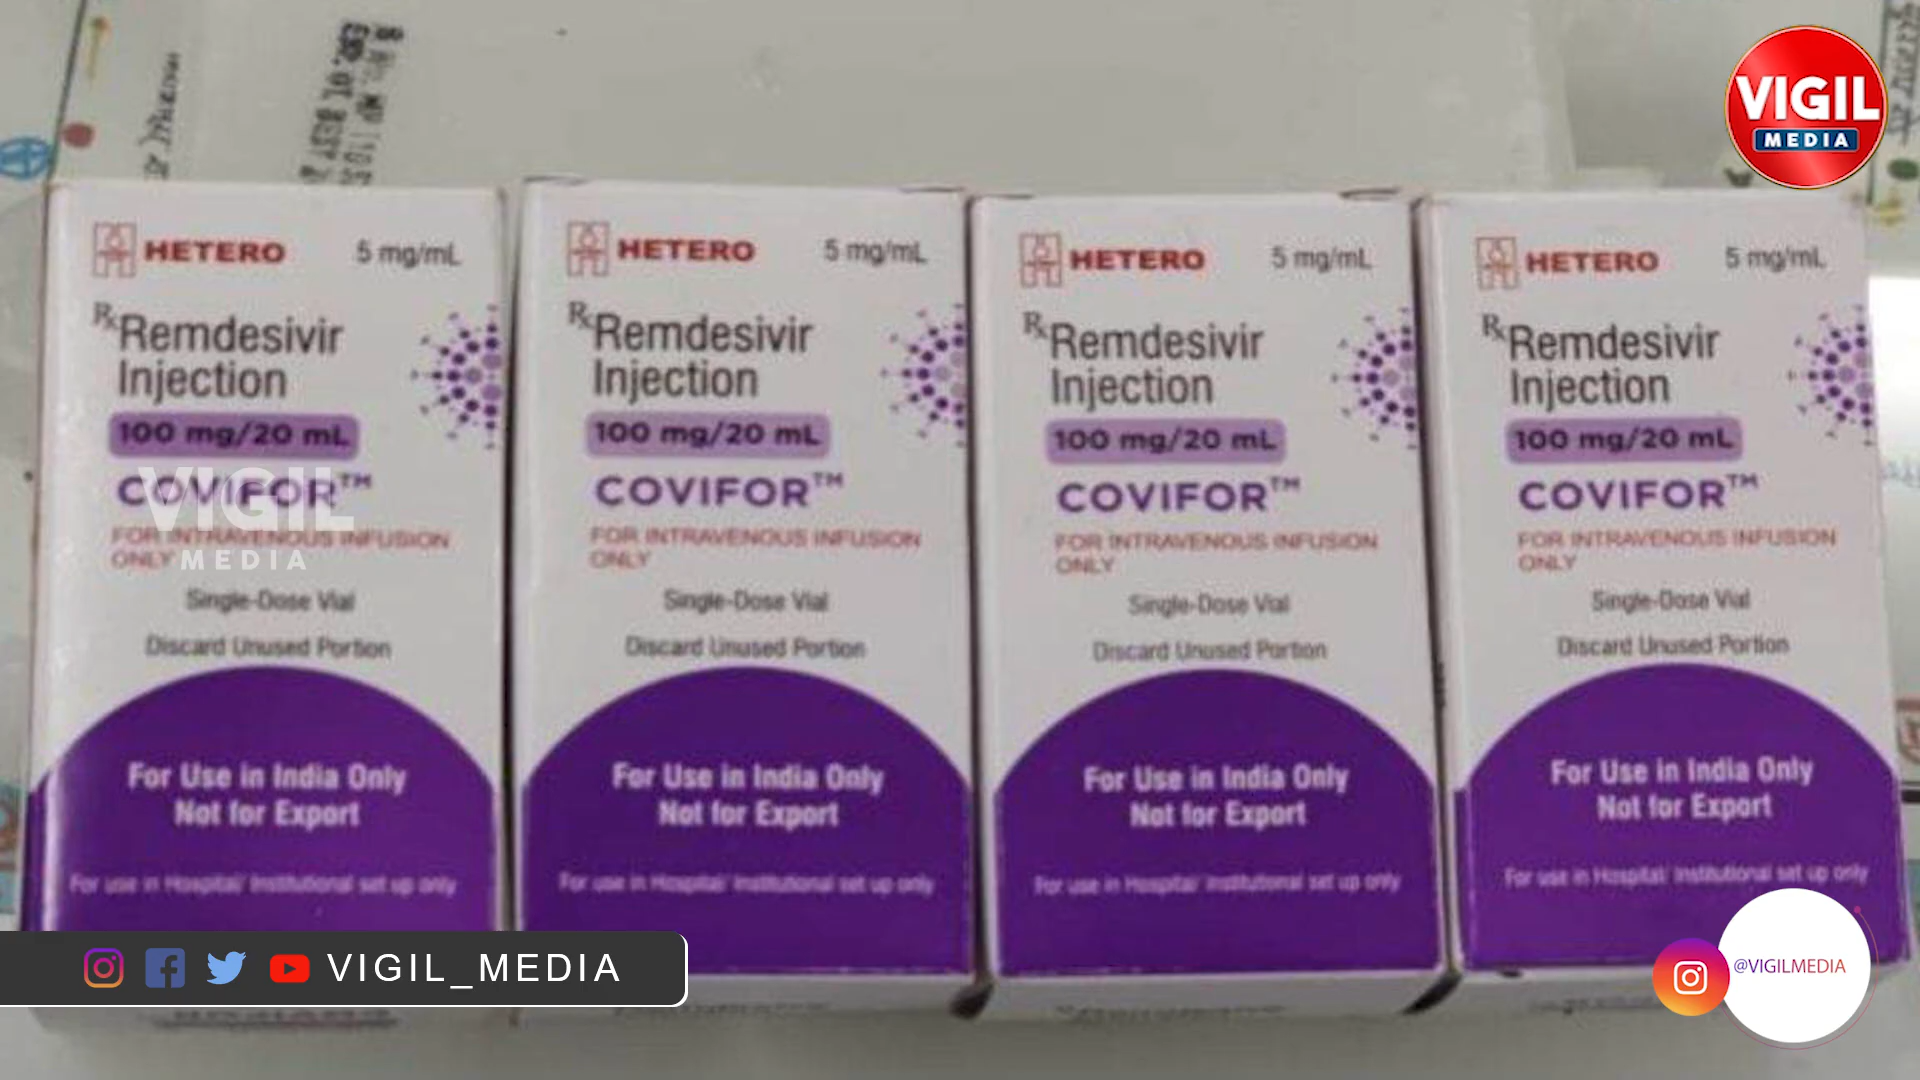 VIGIL
MEDIA
HETERO 5 mg/mL
Rx Remdesivir
Injection
100 mg/20 mL
COVIFOR™
FOR INTRAVENOUS INFUSION
ONLY
Single-Dose Vial
Discard Unused Portion
For Use in India Only
Not for Export
For use in Hospital/ Institutional set up only
VIGIL
MEDIA
HETERO 5 mg/mL
Rx Remdesivir
Injection
100 mg/20 mL
COVIFOR™
FOR INTRAVENOUS INFUSION
ONLY
Single-Dose Vial
Discard Unused Portion
For Use in India Only
Not for Export
For use in Hospital/ Institutional set up only
HETERO 5 mg/mL
Rx Remdesivir
Injection
100 mg/20 mL
COVIFOR™
FOR INTRAVENOUS INFUSION
ONLY
Single-Dose Vial
Discard Unused Portion
For Use in India Only
Not for Export
For use in Hospital/ Institutional set up only
HETERO 5 mg/mL
Rx Remdesivir
Injection
100 mg/20 mL
COVIFOR™
FOR INTRAVENOUS INFUSION
ONLY
Single-Dose Vial
Discard Unused Portion
For Use in India Only
Not for Export
For use in Hospital/ Institutional set up only
VIGIL_MEDIA
@VIGILMEDIA